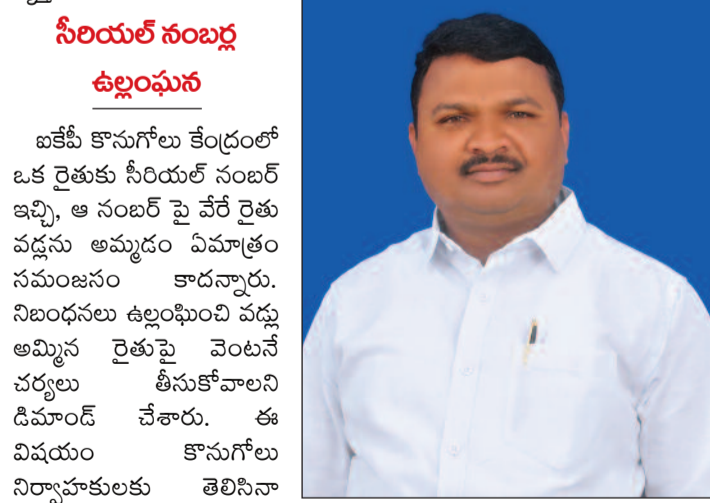 సీరియల్ నంబర్ల
ఉల్లంఘన
ఐకేపీ కొనుగోలు కేంద్రంలో
ఒక రైతుకు సీరియల్ నంబర్
ఇచ్చి, ఆ నంబర్ పై వేరే రైతు
వడ్లను అమ్మడం ఏమాత్రం
సమంజసం కాదన్నారు.
నిబంధనలు ఉల్లంఘించి వడ్లు
అమ్మిన రైతుపై వెంటనే
చర్యలు తీసుకోవాలని
డిమాండ్ చేశారు. ఈ
విషయం కొనుగోలు
నిర్వాహకులకు తెలిసినా